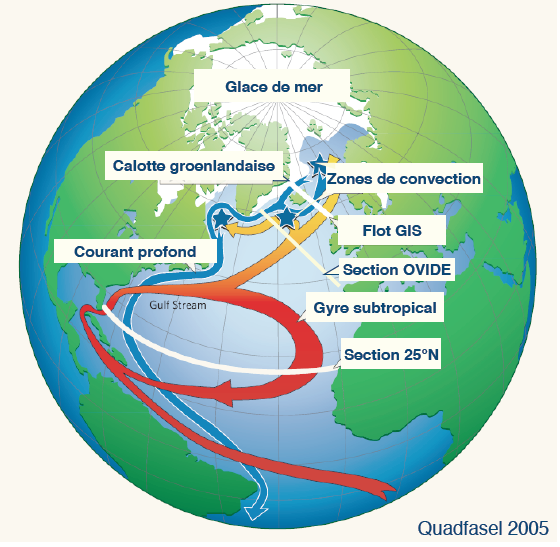 Glace de mer
Calotte groenlandaise
Zones de convection
Flot GIS
Courant profond
Section OVIDE
Gulf Stream
Gyre subtropical
Section 25°N
Quadfasel 2005